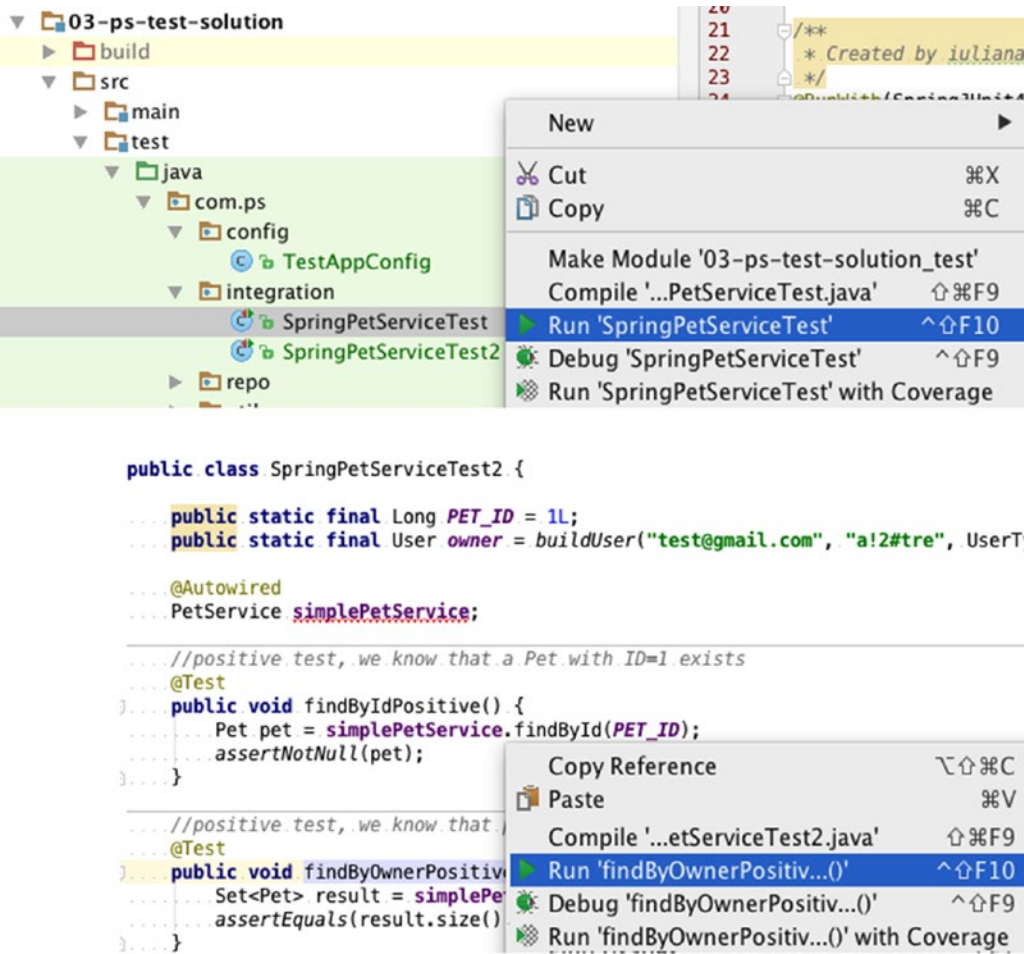 03-ps-test-solution
build
src
main
test
java
com.ps
config
TestAppConfig
integration
SpringPetServiceTest
SpringPetServiceTest2
repo
20
21 /**
22 * Created by iuliana
23 */
24 @RunWith(SpringJUnit4
New
Cut ⌘X
Copy ⌘C
Make Module '03-ps-test-solution_test'
Compile '...PetServiceTest.java' ⇧⌘F9
Run 'SpringPetServiceTest' ^⇧F10
Debug 'SpringPetServiceTest' ^⇧F9
Run 'SpringPetServiceTest' with Coverage
public class SpringPetServiceTest2 {
public static final Long PET_ID = 1L;
public static final User owner = buildUser("test@gmail.com", "a!2#tre", UserT
@Autowired
PetService simplePetService;
//positive test, we know that a Pet with ID=1 exists
@Test
public void findByIdPositive() {
Pet pet = simplePetService.findById(PET_ID);
assertNotNull(pet);
}
//positive test, we know that
@Test
public void findByOwnerPositiv
Set<Pet> result = simplePe
assertEquals(result.size()
}
Copy Reference ⌥⇧⌘C
Paste ⌘V
Compile '...etServiceTest2.java' ⇧⌘F9
Run 'findByOwnerPositiv...()' ^⇧F10
Debug 'findByOwnerPositiv...()' ^⇧F9
Run 'findByOwnerPositiv...()' with Coverage